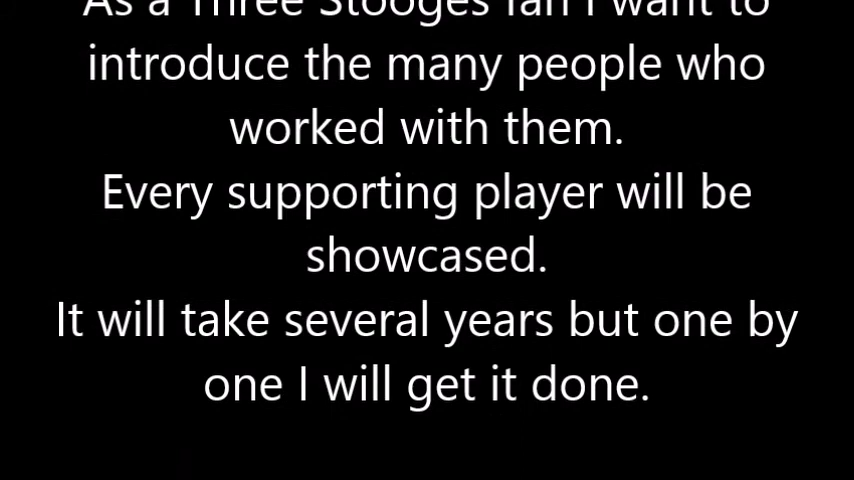 As a Three Stooges fan I want to
introduce the many people who
worked with them.
Every supporting player will be
showcased.
It will take several years but one by
one I will get it done.